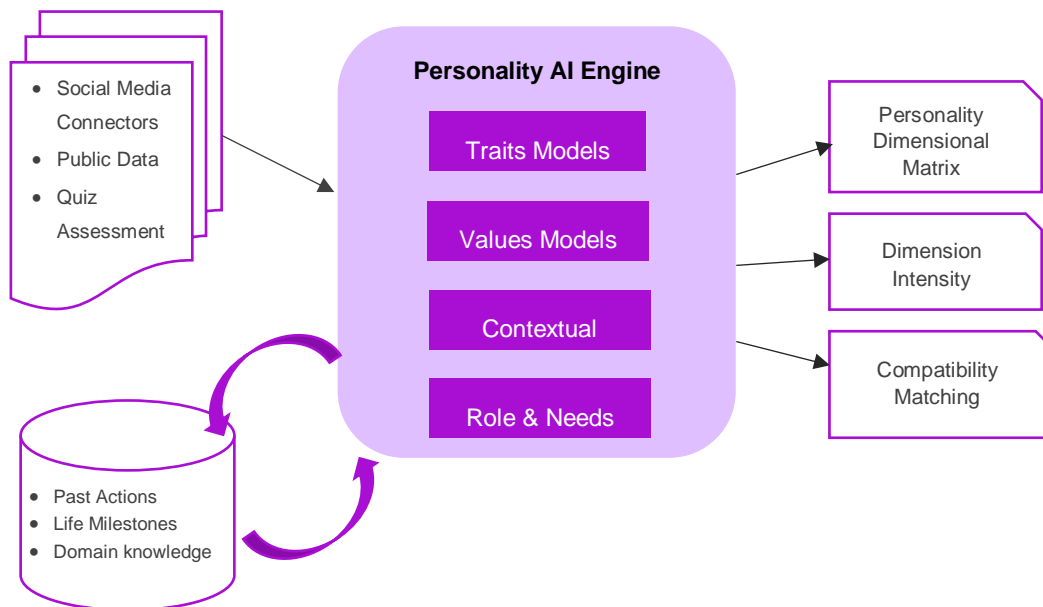 • Social Media
Connectors
• Public Data
• Quiz
Assessment
Personality AI Engine
Traits Models
Values Models
Contextual
Role & Needs
Personality
Dimensional
Matrix
Dimension
Intensity
Compatibility
Matching
• Past Actions
• Life Milestones
• Domain knowledge